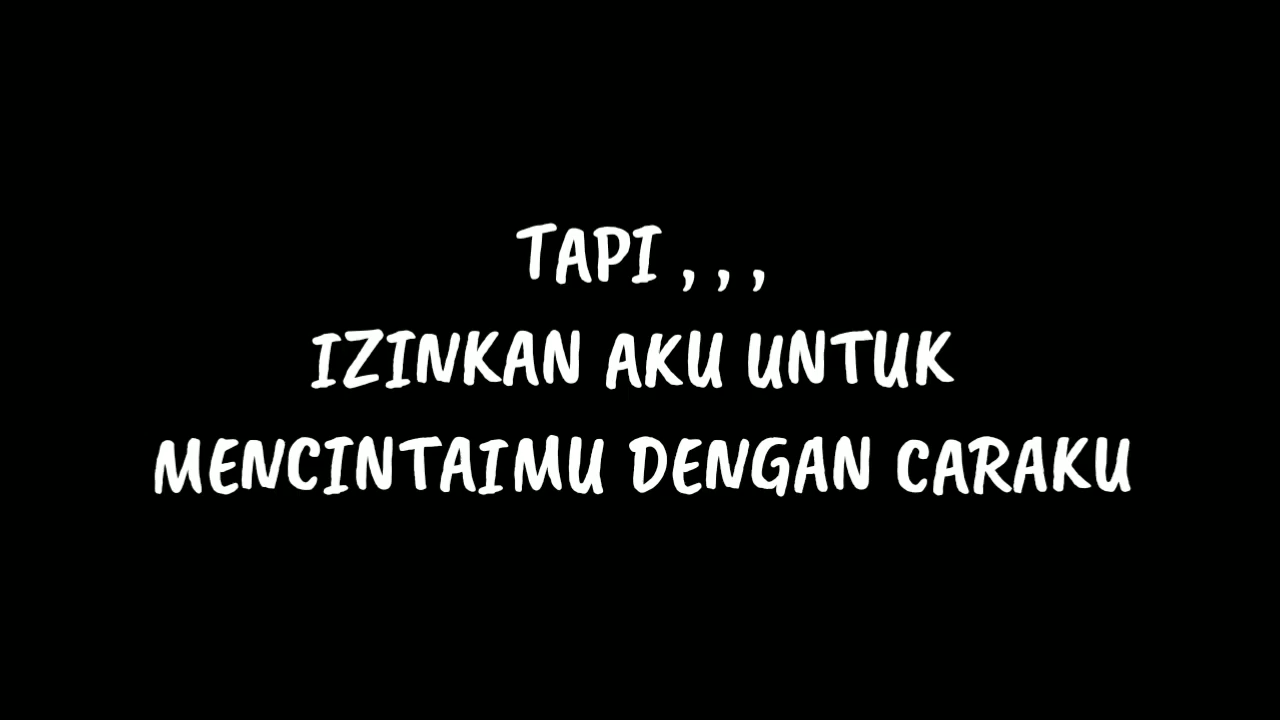 TAPI , , ,
IZINKAN AKU UNTUK
MENCINTAIMU DENGAN CARAKU